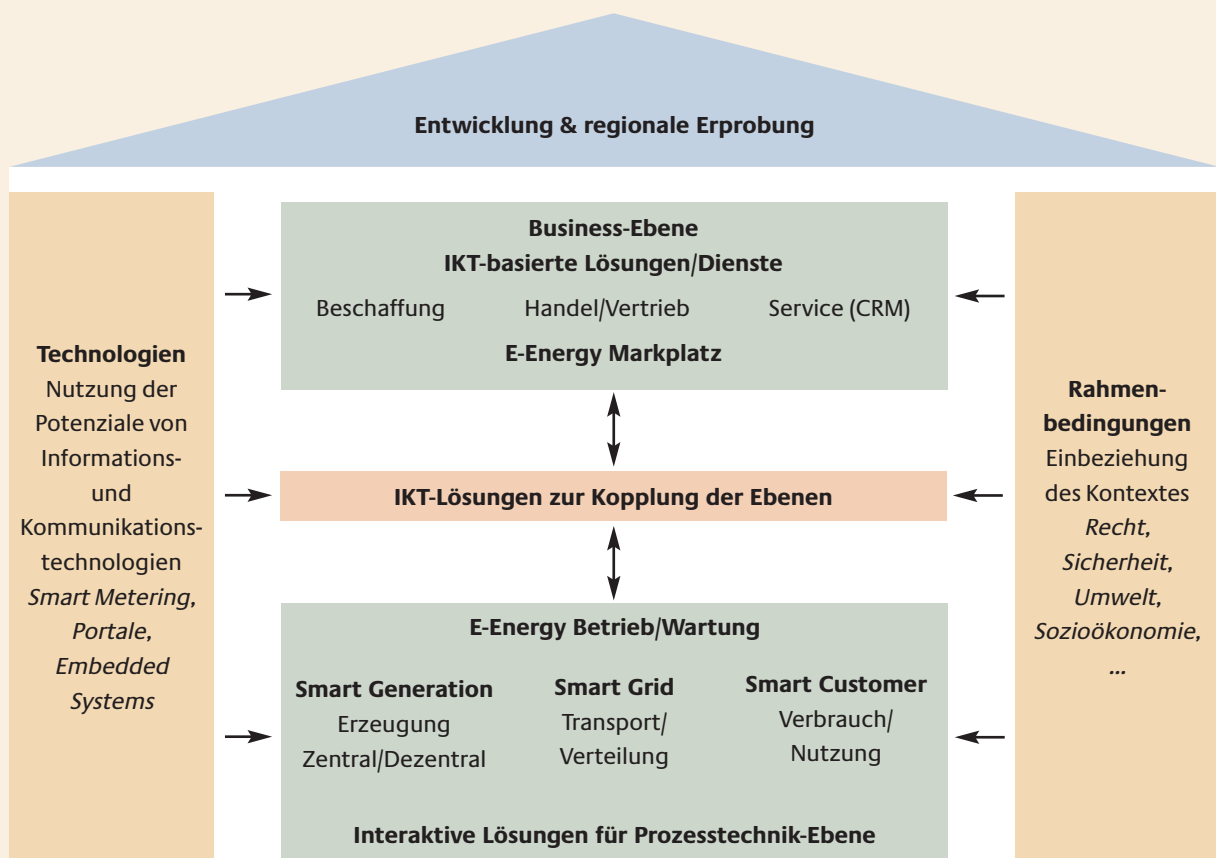 Entwicklung & regionale Erprobung
Technologien
Nutzung der
Potenziale von
Informations-
und
Kommunikations-
technologien
Smart Metering,
Portale,
Embedded
Systems
Business-Ebene
IKT-basierte Lösungen/Dienste
Beschaffung Handel/Vertrieb Service (CRM)
E-Energy Markplatz
IKT-Lösungen zur Kopplung der Ebenen
E-Energy Betrieb/Wartung
Smart Generation
Erzeugung
Zentral/Dezentral
Smart Grid
Transport/
Verteilung
Smart Customer
Verbrauch/
Nutzung
Interaktive Lösungen für Prozesstechnik-Ebene
Rahmen-
bedingungen
Einbeziehung
des Kontextes
Recht,
Sicherheit,
Umwelt,
Sozioökonomie,
...